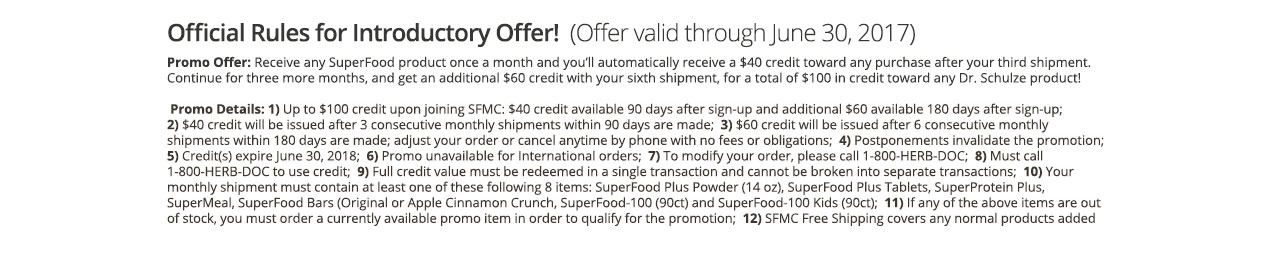 Official Rules for Introductory Offer! (Offer valid through June 30, 2017)
Promo Offer: Receive any SuperFood product once a month and you'll automatically receive a $40 credit toward any purchase after your third shipment.
Continue for three more months, and get an additional $60 credit with your sixth shipment, for a total of $100 in credit toward any Dr. Schulze product!
Promo Details: 1) Up to $100 credit upon joining SFMC: $40 credit available 90 days after sign-up and additional $60 available 180 days after sign-up;
2) $40 credit will be issued after 3 consecutive monthly shipments within 90 days are made; 3) $60 credit will be issued after 6 consecutive monthly
shipments within 180 days are made; adjust your order or cancel anytime by phone with no fees or obligations; 4) Postponements invalidate the promotion;
5) Credit(s) expire June 30, 2018; 6) Promo unavailable for International orders; 7) To modify your order, please call 1-800-HERB-DOC; 8) Must call
1-800-HERB-DOC to use credit; 9) Full credit value must be redeemed in a single transaction and cannot be broken into separate transactions; 10) Your
monthly shipment must contain at least one of these following 8 items: SuperFood Plus Powder (14 oz), SuperFood Plus Tablets, SuperProtein Plus,
SuperMeal, SuperFood Bars (Original or Apple Cinnamon Crunch, SuperFood-100 (90ct) and SuperFood-100 Kids (90ct); 11) If any of the above items are out
of stock, you must order a currently available promo item in order to qualify for the promotion; 12) SFMC Free Shipping covers any normal products added